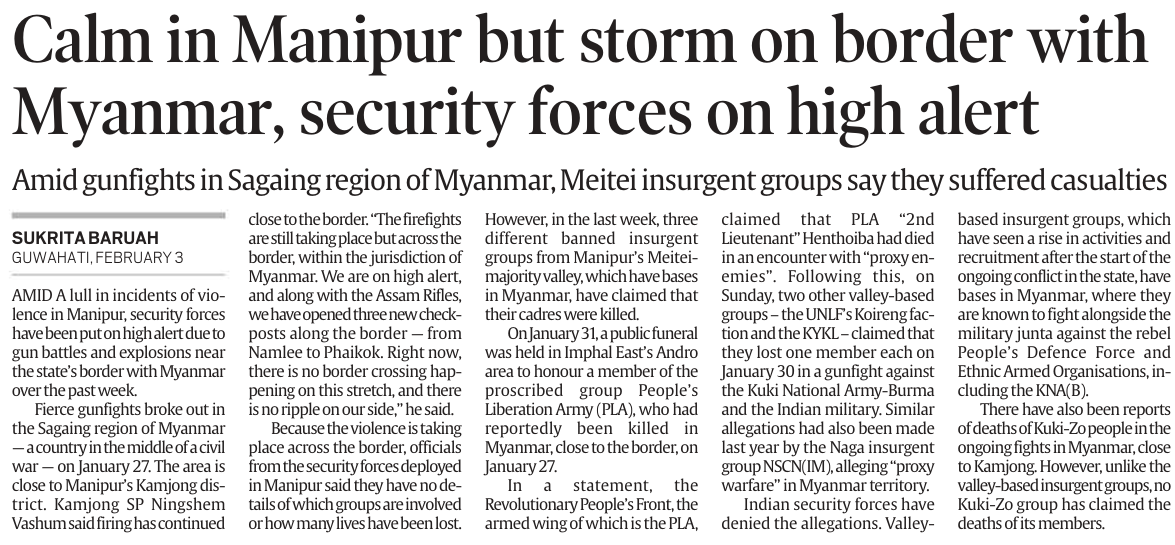 Calm in Manipur but storm on border with
Myanmar, security forces on high alert
Amid gunfights in Sagaing region of Myanmar, Meitei insurgent groups say they suffered casualties
SUKRITA BARUAH
GUWAHATI, FEBRUARY 3
AMID A lull in incidents of vio-
lence in Manipur, security forces
have been put on high alert due to
gun battles and explosions near
the state's border with Myanmar
over the past week.
Fierce gunfights broke out in
the Sagaing region of Myanmar
— a country in the middle of a civil
war — on January 27. The area is
close to Manipur's Kamjong dis-
trict. Kamjong SP Ningshem
Vashum said firing has continued
close to the border. “The firefights
are still taking place but across the
border, within the jurisdiction of
Myanmar. We are on high alert,
and along with the Assam Rifles,
we have opened three new check-
posts along the border — from
Namlee to Phaikok. Right now,
there is no border crossing hap-
pening on this stretch, and there
is no ripple on our side,” he said.
Because the violence is taking
place across the border, officials
from the security forces deployed
in Manipur said they have no de-
tails of which groups are involved
or how many lives have been lost.
However, in the last week, three
different banned insurgent
groups from Manipur's Meitei-
majority valley, which have bases
in Myanmar, have claimed that
their cadres were killed.
On January 31, a public funeral
was held in Imphal East's Andro
area to honour a member of the
proscribed group People's
Liberation Army (PLA), who had
reportedly been killed in
Myanmar, close to the border, on
January 27.
In a statement, the
Revolutionary People's Front, the
armed wing of which is the PLA,
claimed that PLA “2nd
Lieutenant” Henthoiba had died
in an encounter with “proxy en-
emies”. Following this, on
Sunday, two other valley-based
groups – the UNLF's Koireng fac-
tion and the KYKL – claimed that
they lost one member each on
January 30 in a gunfight against
the Kuki National Army-Burma
and the Indian military. Similar
allegations had also been made
last year by the Naga insurgent
group NSCN(IM), alleging “proxy
warfare” in Myanmar territory.
Indian security forces have
denied the allegations. Valley-
based insurgent groups, which
have seen a rise in activities and
recruitment after the start of the
ongoing conflict in the state, have
bases in Myanmar, where they
are known to fight alongside the
military junta against the rebel
People's Defence Force and
Ethnic Armed Organisations, in-
cluding the KNA(B).
There have also been reports
of deaths of Kuki-Zo people in the
ongoing fights in Myanmar, close
to Kamjong. However, unlike the
valley-based insurgent groups, no
Kuki-Zo group has claimed the
deaths of its members.